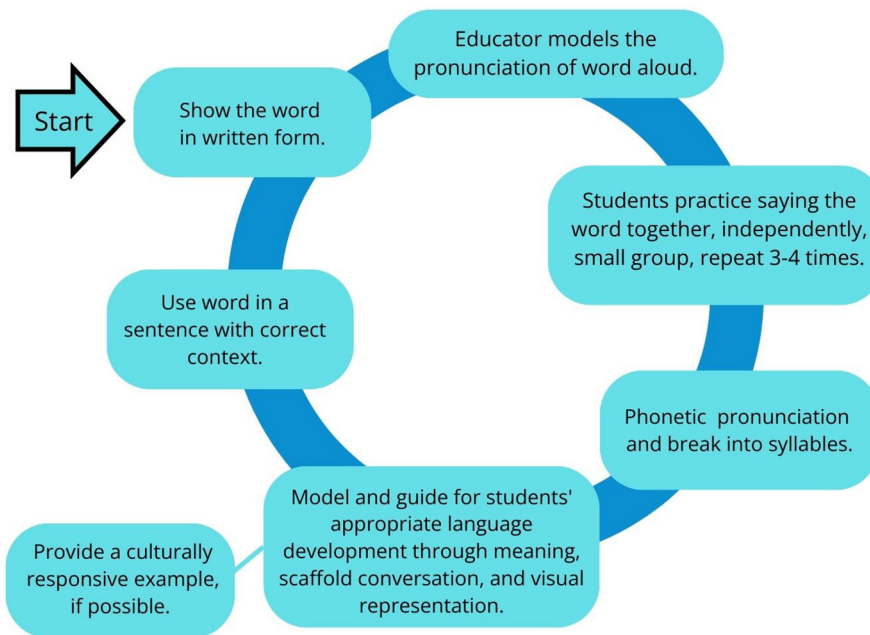 Start
Show the word
in written form.
Educator models the
pronunciation of word aloud.
Students practice saying the
word together, independently,
small group, repeat 3-4 times.
Phonetic pronunciation
and break into syllables.
Model and guide for students'
appropriate language
development through meaning,
scaffold conversation, and visual
representation.
Provide a culturally
responsive example,
if possible.
Use word in a
sentence with correct
context.